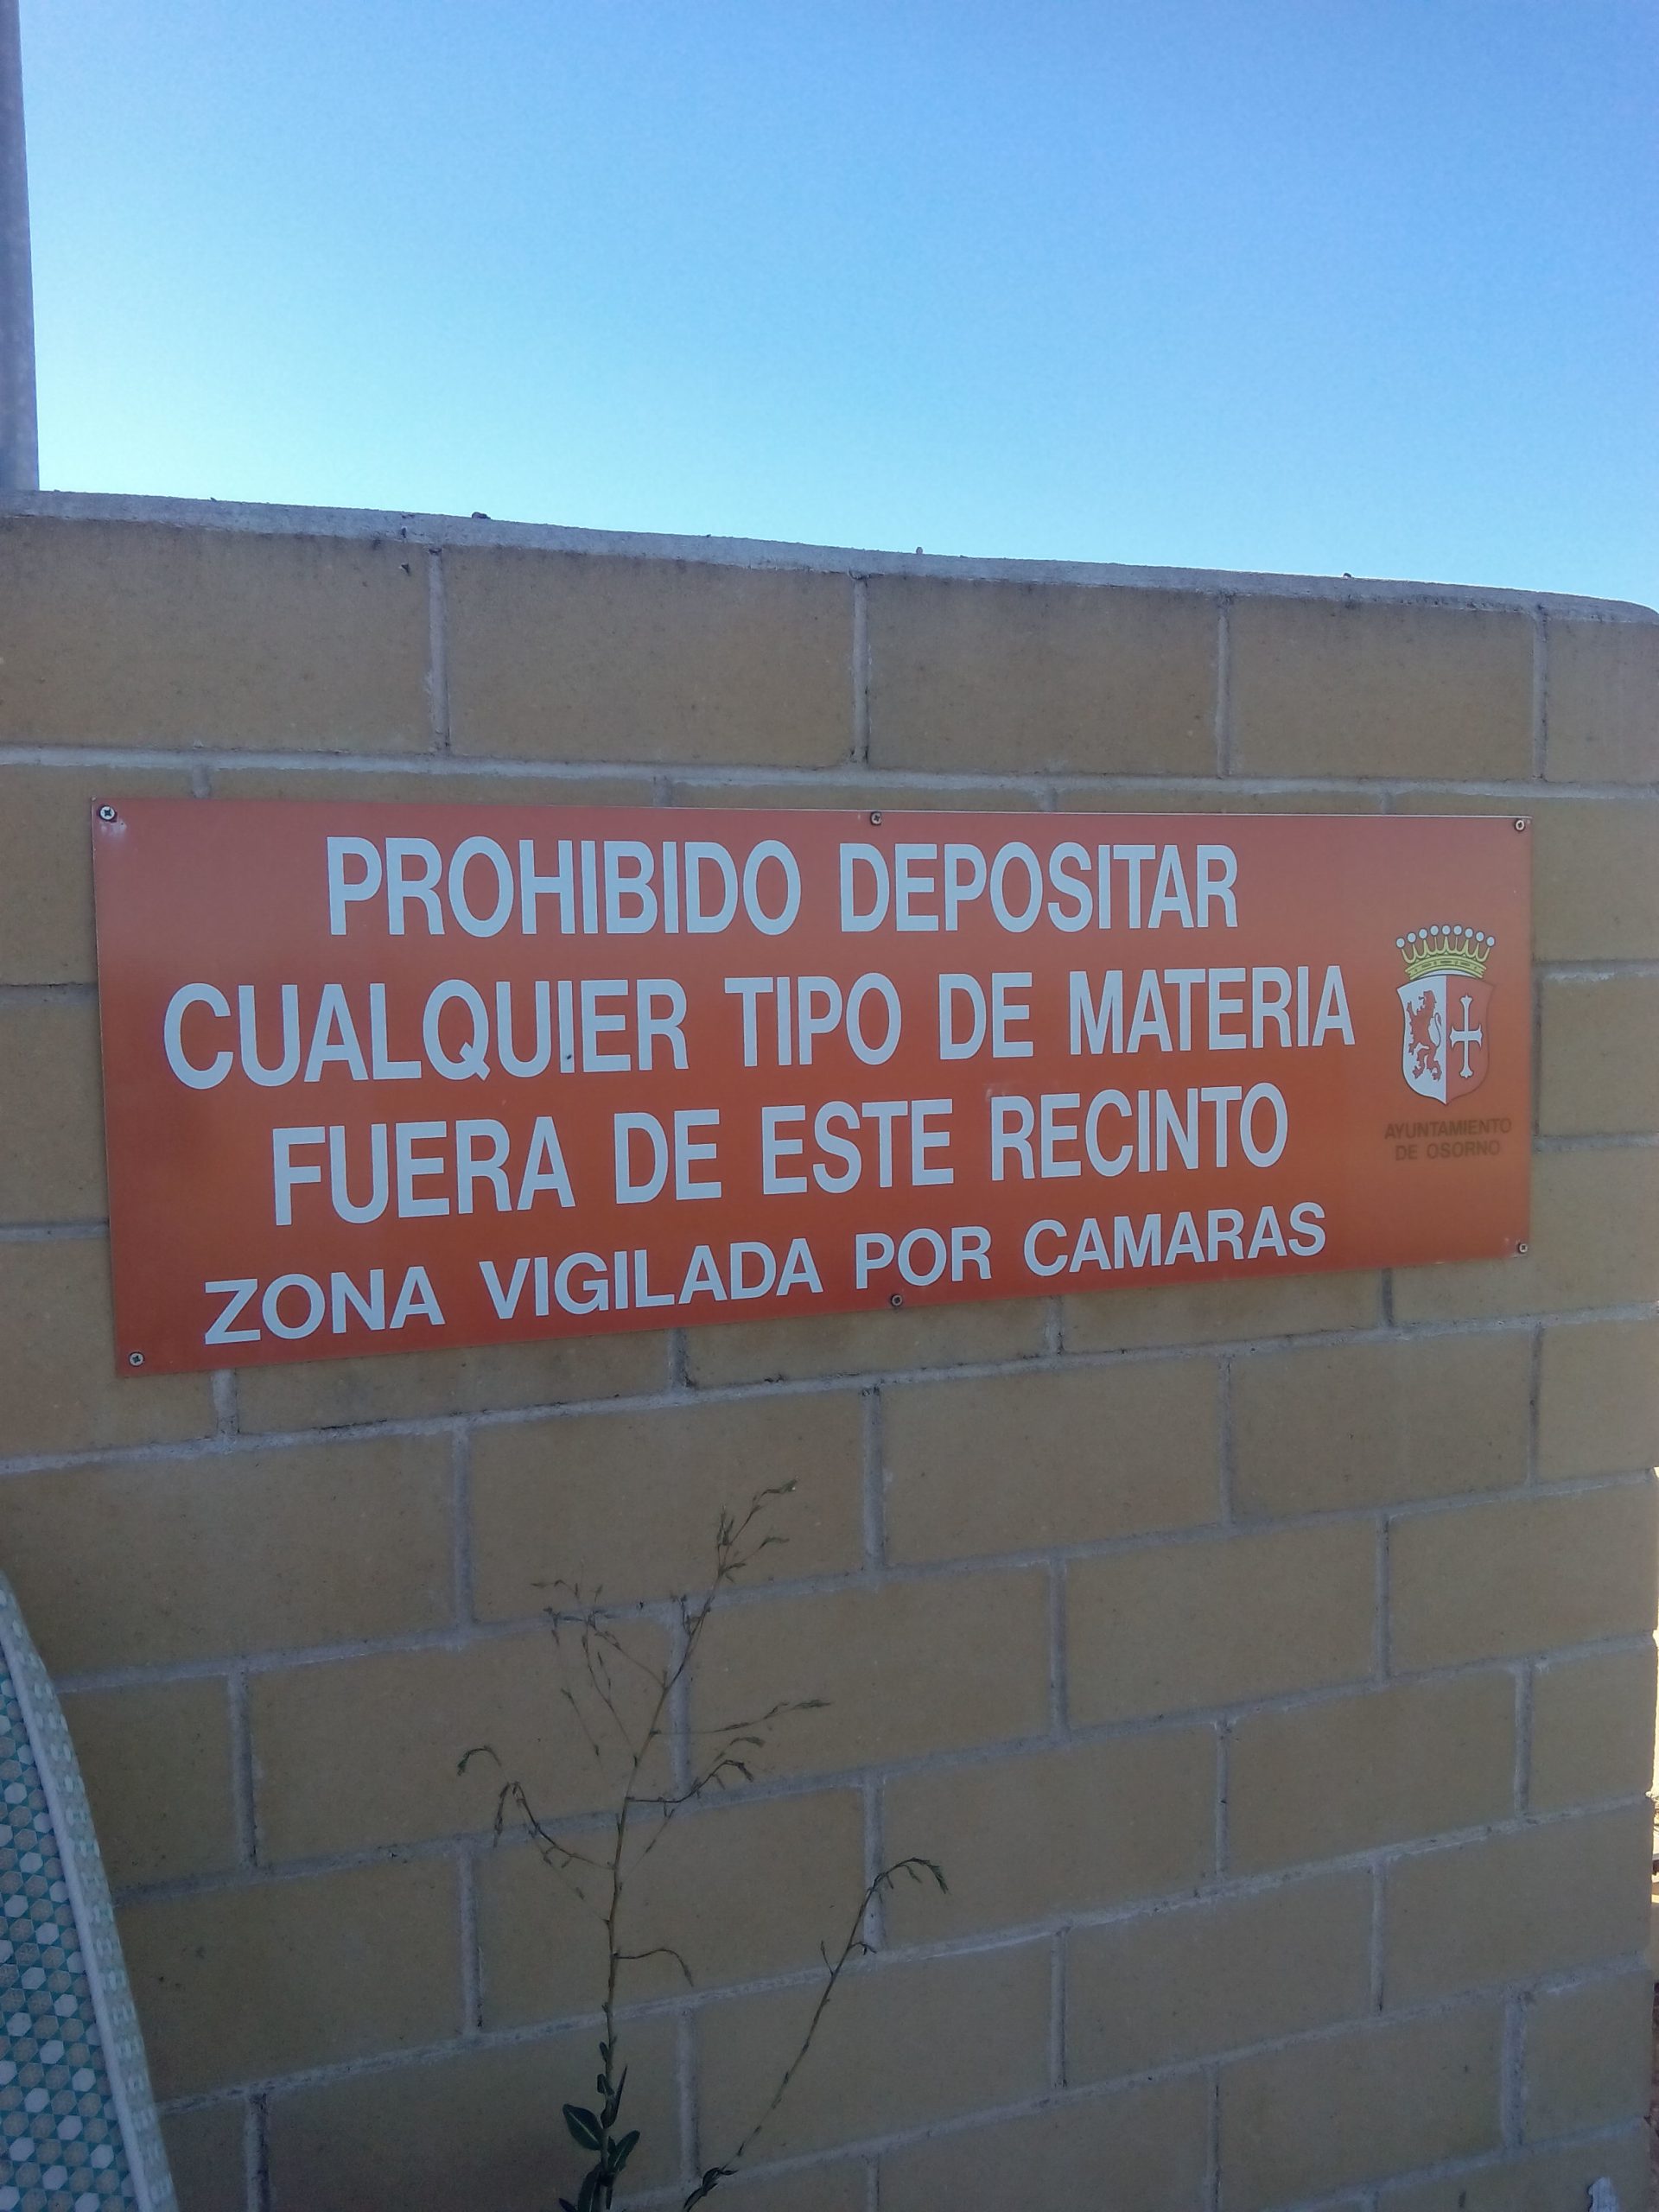 PROHIBIDO DEPOSITAR
CUALQUIER TIPO DE MATERIA
FUERA DE ESTE RECINTO
ZONA VIGILADA POR CAMARAS
AYUNTAMIENTO
DE OSORNO